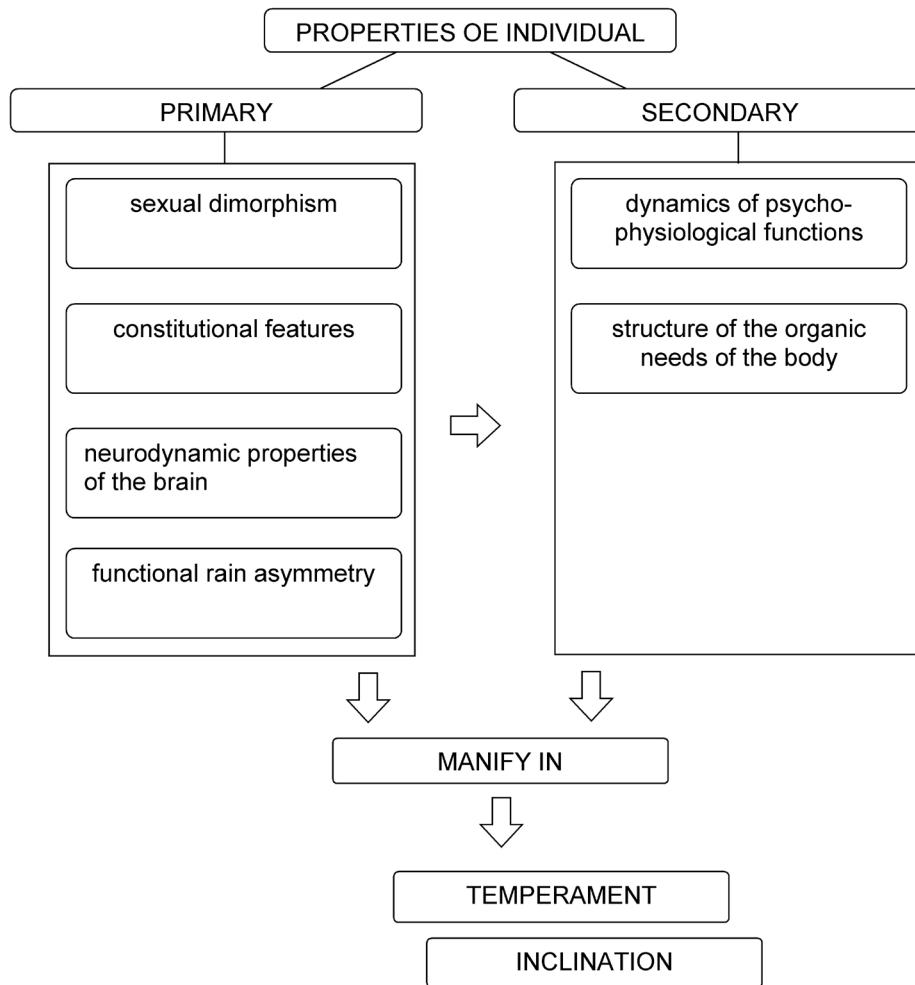 PROPERTIES OE INDIVIDUAL
PRIMARY
SECONDARY
sexual dimorphism
constitutional features
neurodynamic properties
of the brain
functional rain asymmetry
dynamics of psycho-
physiological functions
structure of the organic
needs of the body
MANIFY IN
TEMPERAMENT
INCLINATION